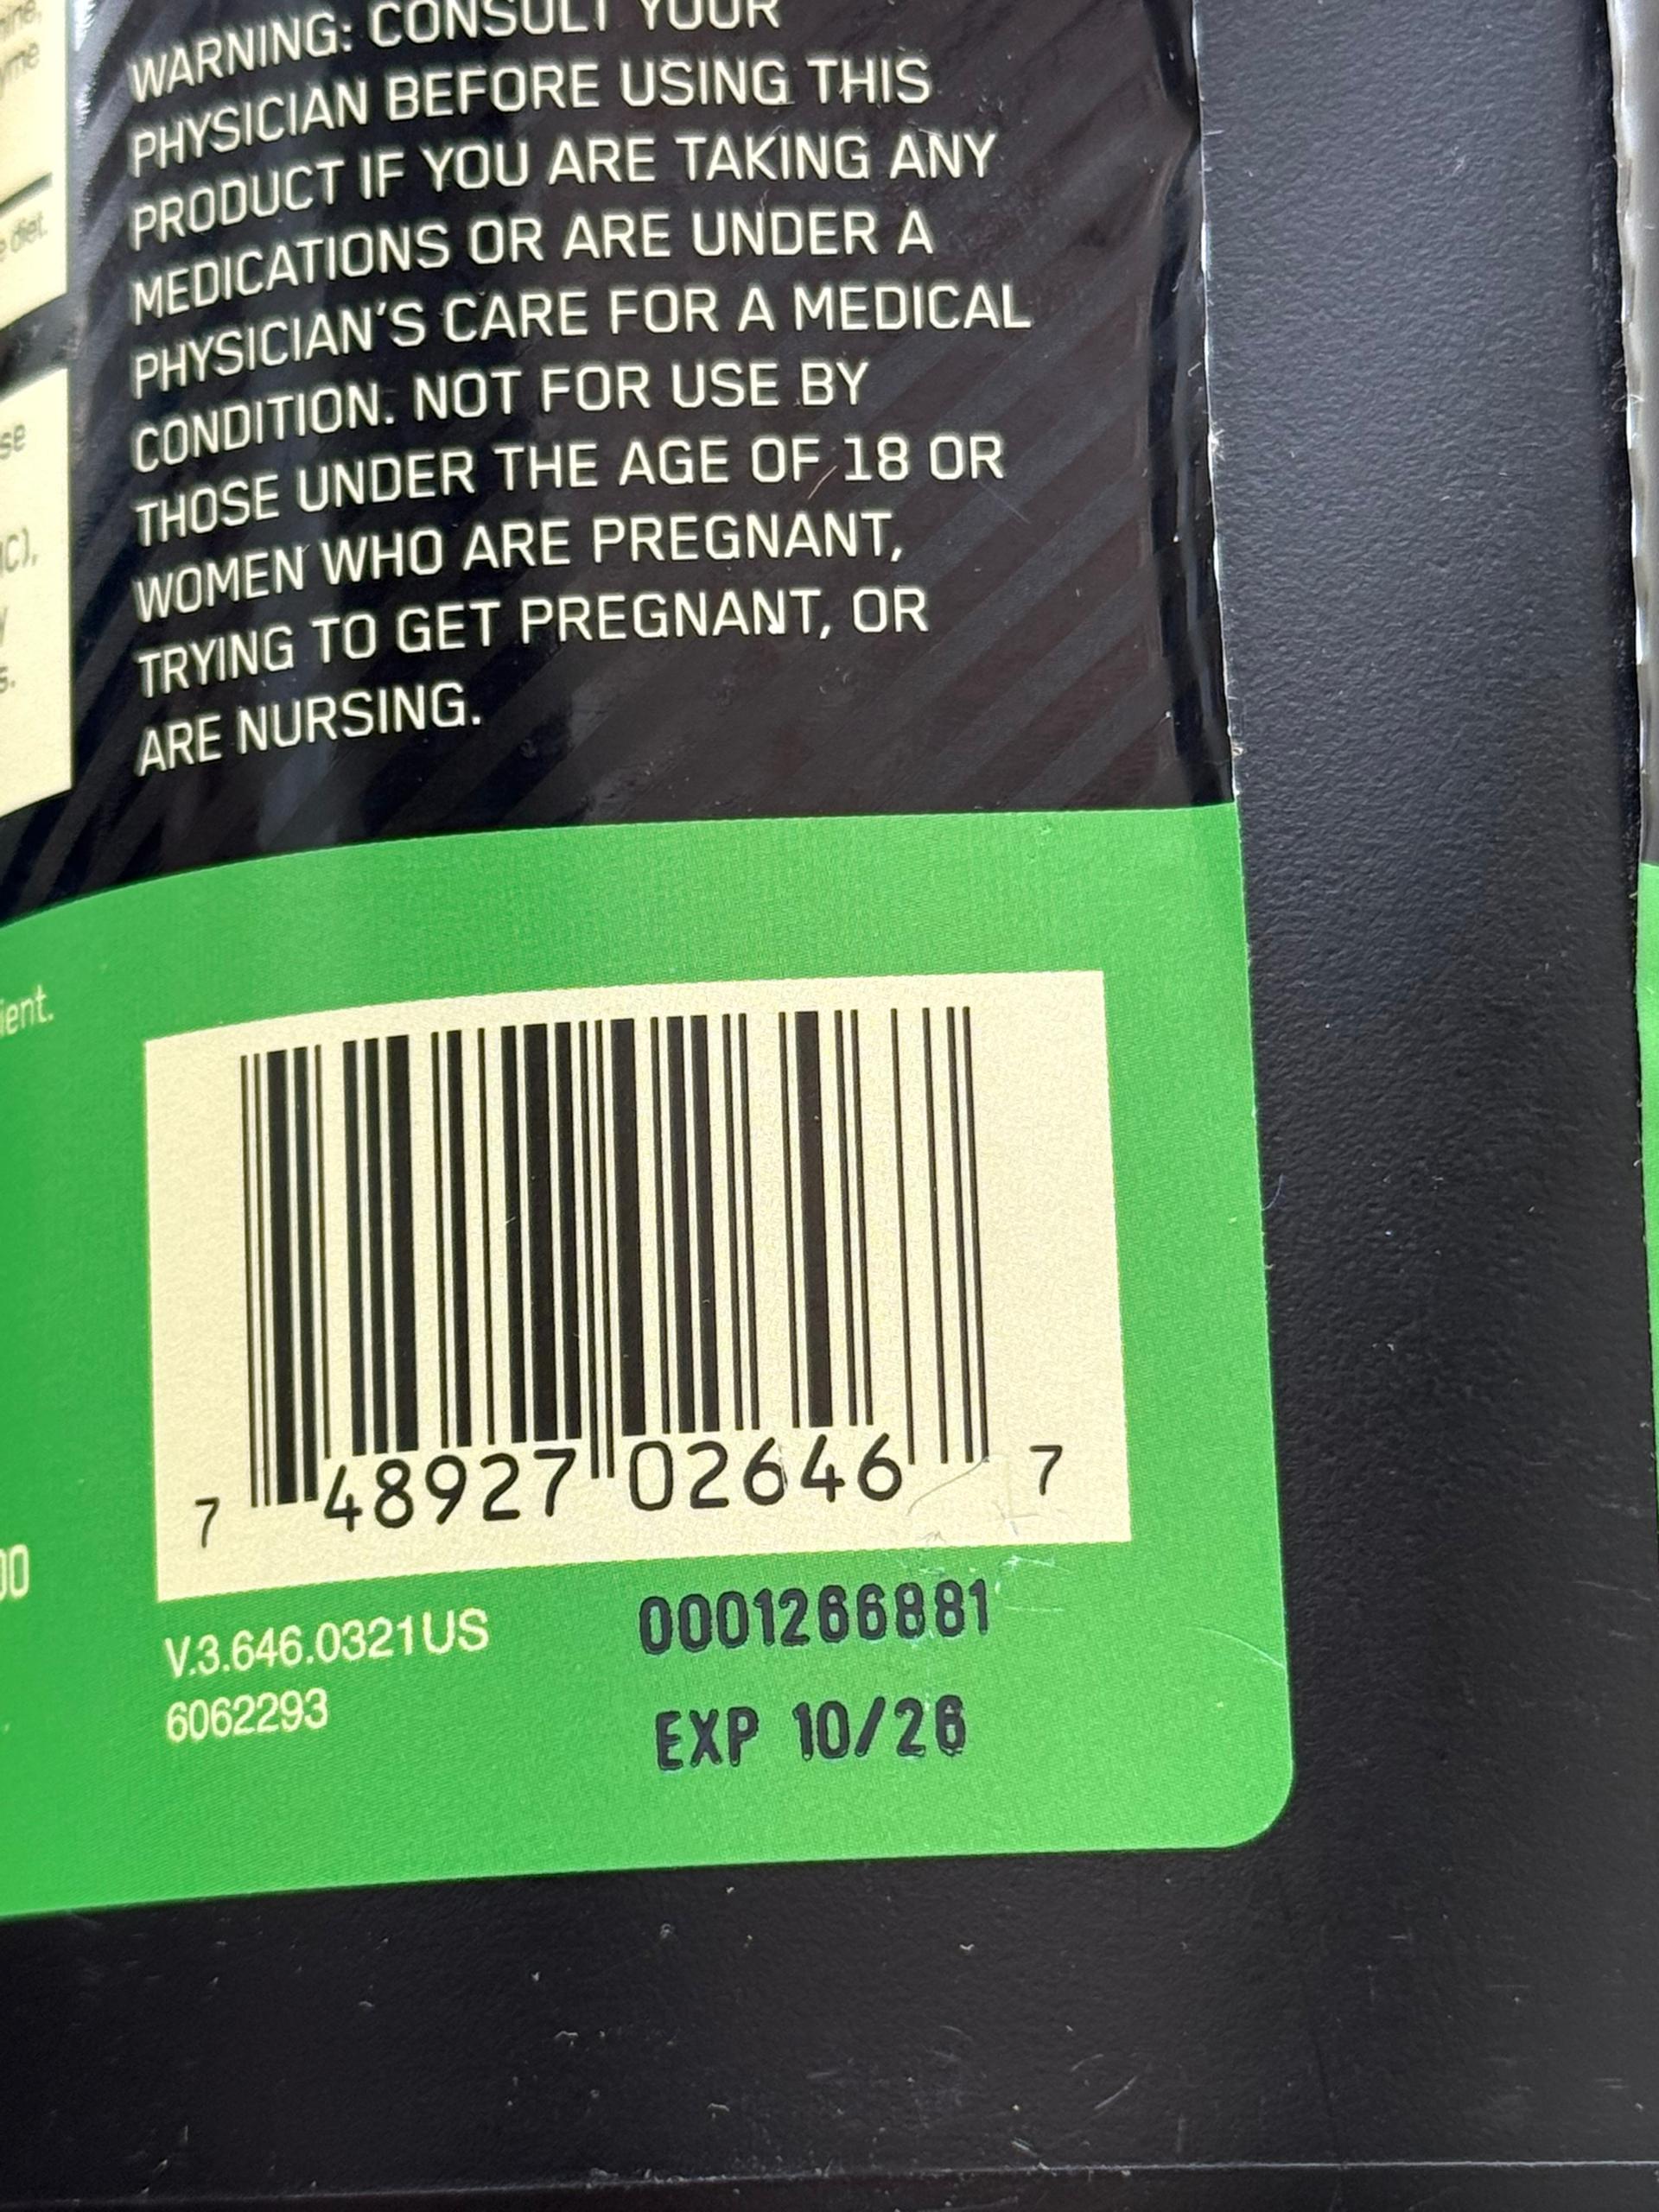 WARNING: CONSULT YOUR
PHYSICIAN BEFORE USING THIS
PRODUCT IF YOU ARE TAKING ANY
MEDICATIONS OR ARE UNDER A
PHYSICIAN'S CARE FOR A MEDICAL
CONDITION. NOT FOR USE BY
THOSE UNDER THE AGE OF 18 OR
WOMEN WHO ARE PREGNANT,
TRYING TO GET PREGNANT, OR
ARE NURSING.
diet.
7 48927 02646 7
V.3.646.0321US
6062293
0001266881
EXP 10/26